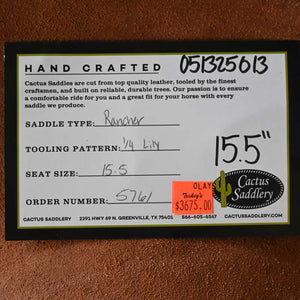 HAND CRAFTED 051325013
Cactus Saddles are cut from top quality leather, tooled by the finest
craftsmen, and built on reliable, durable trees. Our passion is to ensure
a comfortable ride for you and a great fit for your horse with every
saddle we make.
SADDLE TYPE: Rancher
TOOLING PATTERN: 1/4 Lily
SEAT SIZE: 15.5
15.5"
ORDER NUMBER: 5761
OLAY
Today's
$3675.00
Cactus
Saddlery
CACTUS SADDLERY 2391 HWY 69 N. GREENVILLE, TX 75401 866-605-6567 CACTUSSADDLERY.COM